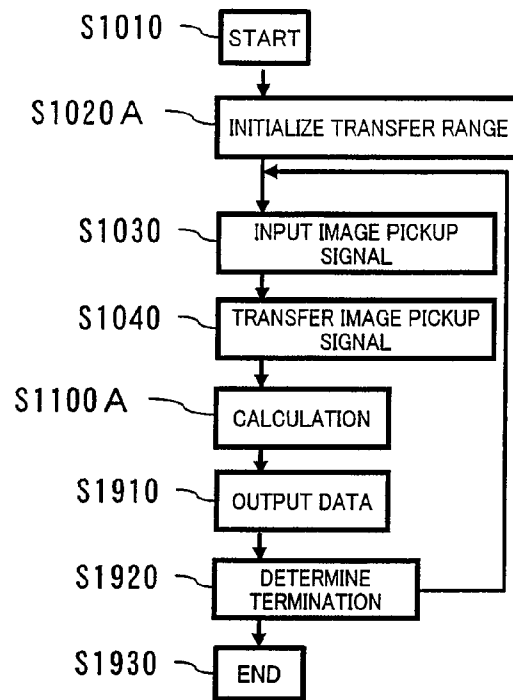 S1010
START
S1020A
INITIALIZE TRANSFER RANGE
S1030
INPUT IMAGE PICKUP
SIGNAL
S1040
TRANSFER IMAGE PICKUP
SIGNAL
S1100A
CALCULATION
S1910
OUTPUT DATA
S1920
DETERMINE
TERMINATION
S1930
END